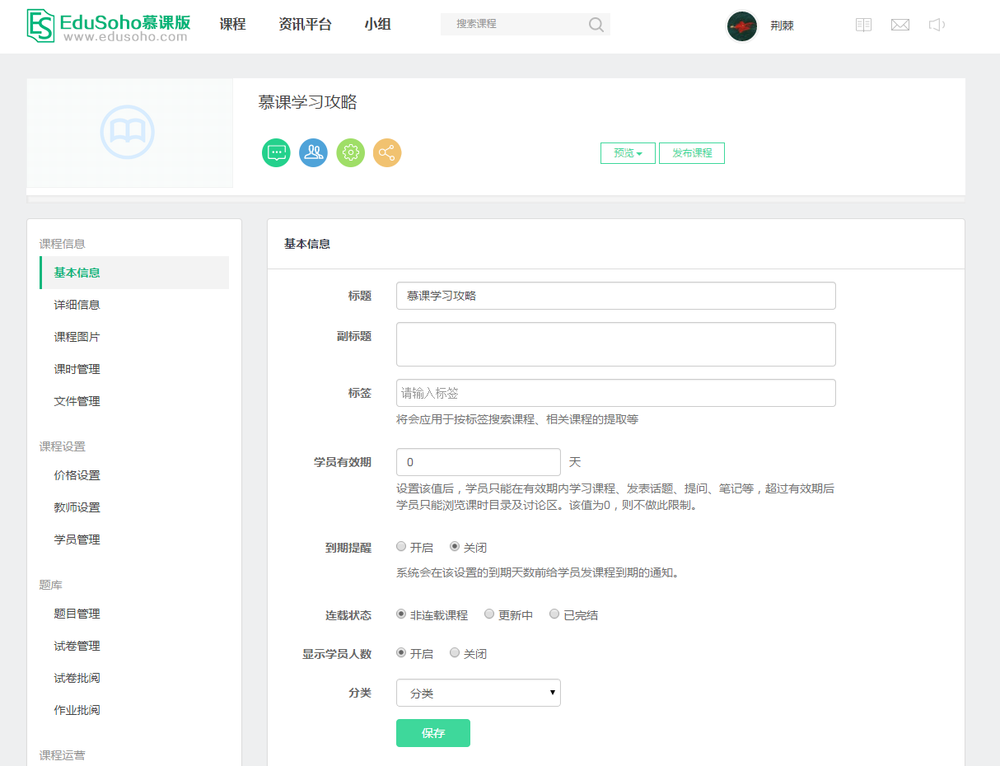 EduSoho慕课版
www.edusoho.com
课程 资讯平台 小组 搜索课程 荆棘
慕课学习攻略
预览 发布课程
课程信息
基本信息
详细信息
课程图片
课时管理
文件管理
课程设置
价格设置
教师设置
学员管理
题库
题目管理
试卷管理
试卷批阅
作业批阅
课程运营
基本信息
标题 慕课学习攻略
副标题
标签 请输入标签
将会应用于按标签搜索课程、相关课程的提取等
学员有效期 0 天
设置该值后，学员只能在有效期内学习课程、发表话题、提问、笔记等，超过有效期后
学员只能浏览课时目录及讨论区。该值为0，则不做此限制。
到期提醒 开启 关闭
系统会在该设置的到期天数前给学员发课程到期的通知。
连载状态 非连载课程 更新中 已完结
显示学员人数 开启 关闭
分类 分类
保存